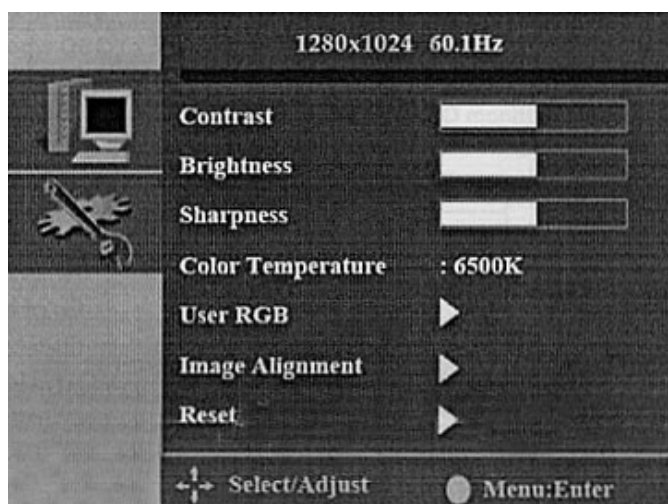 1280x1024 60.1Hz
Contrast
Brightness
Sharpness
Color Temperature : 6500K
User RGB
Image Alignment
Reset
Select/Adjust Menu:Enter